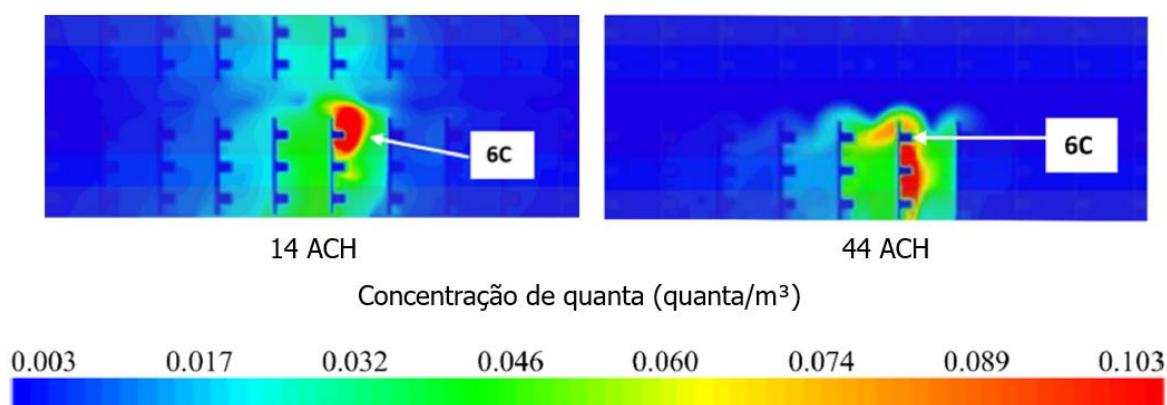 6C
6C
14 ACH
44 ACH
Concentração de quanta (quanta/m³)
0.003 0.017 0.032 0.046 0.060 0.074 0.089 0.103